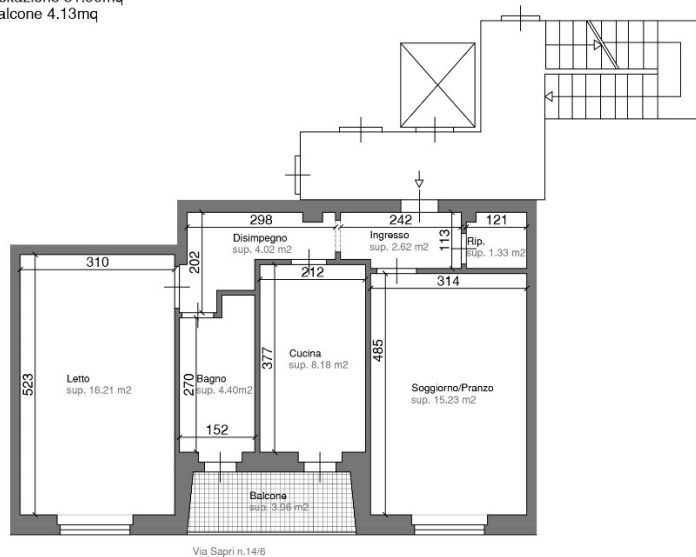 alcone 4.13mq
298
242
121
Disimpegno
sup. 4.02 m2
Ingresso
sup. 2.62 m2
113
Rip.
sup. 1.33 m2
202
310
212
314
523
Letto
sup. 16.21 m2
270
Bagno
sup. 4.40m2
377
Cucina
sup. 8.18 m2
485
Soggiorno/Pranzo
sup. 15.23 m2
152
Balcone
sup. 3.96 m2
Via Sapri n.14/6